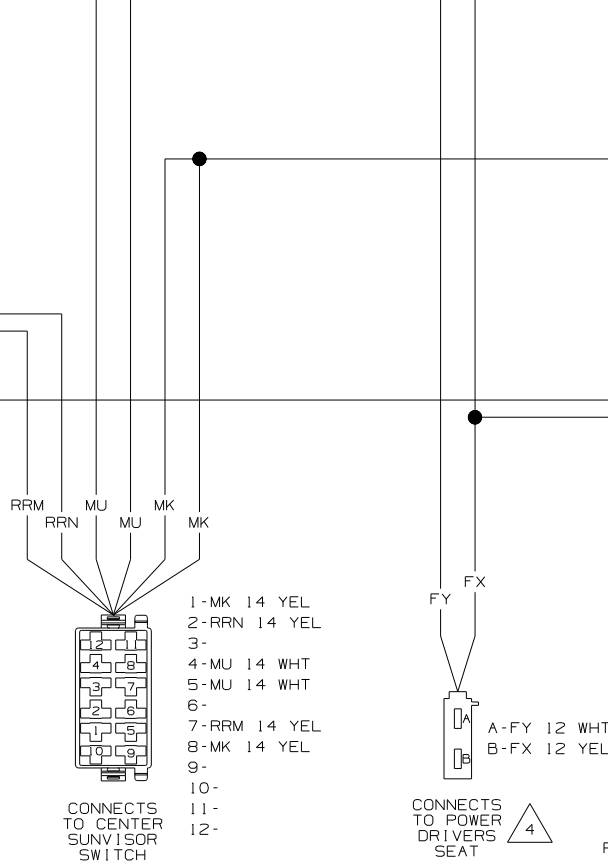 RRM
RRN
MU
MU
MK
MK
FY
FX
1-MK 14 YEL
2-RRN 14 YEL
3-
4-MU 14 WHT
5-MU 14 WHT
6-
7-RRM 14 YEL
8-MK 14 YEL
9-
10-
11-
12-
12 11
4 8
3 7
2 6
1 5
10 9
CONNECTS
TO CENTER
SUNVISOR
SWITCH
A
B
A-FY 12 WHT
B-FX 12 YEL
CONNECTS
TO POWER
DRIVERS
SEAT
4